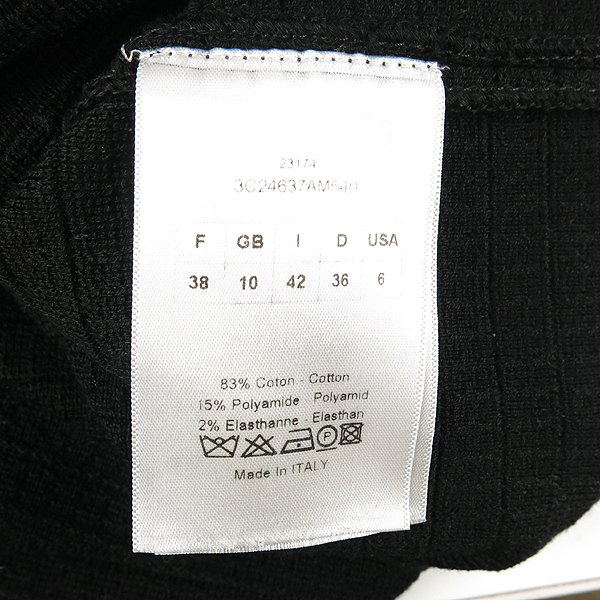 23174
3C24637AM640
F GB I D USA
38 10 42 36 6
83% Coton - Cotton
15% Polyamide Polyamid
2% Elasthanne - Elasthan
P
Made In ITALY